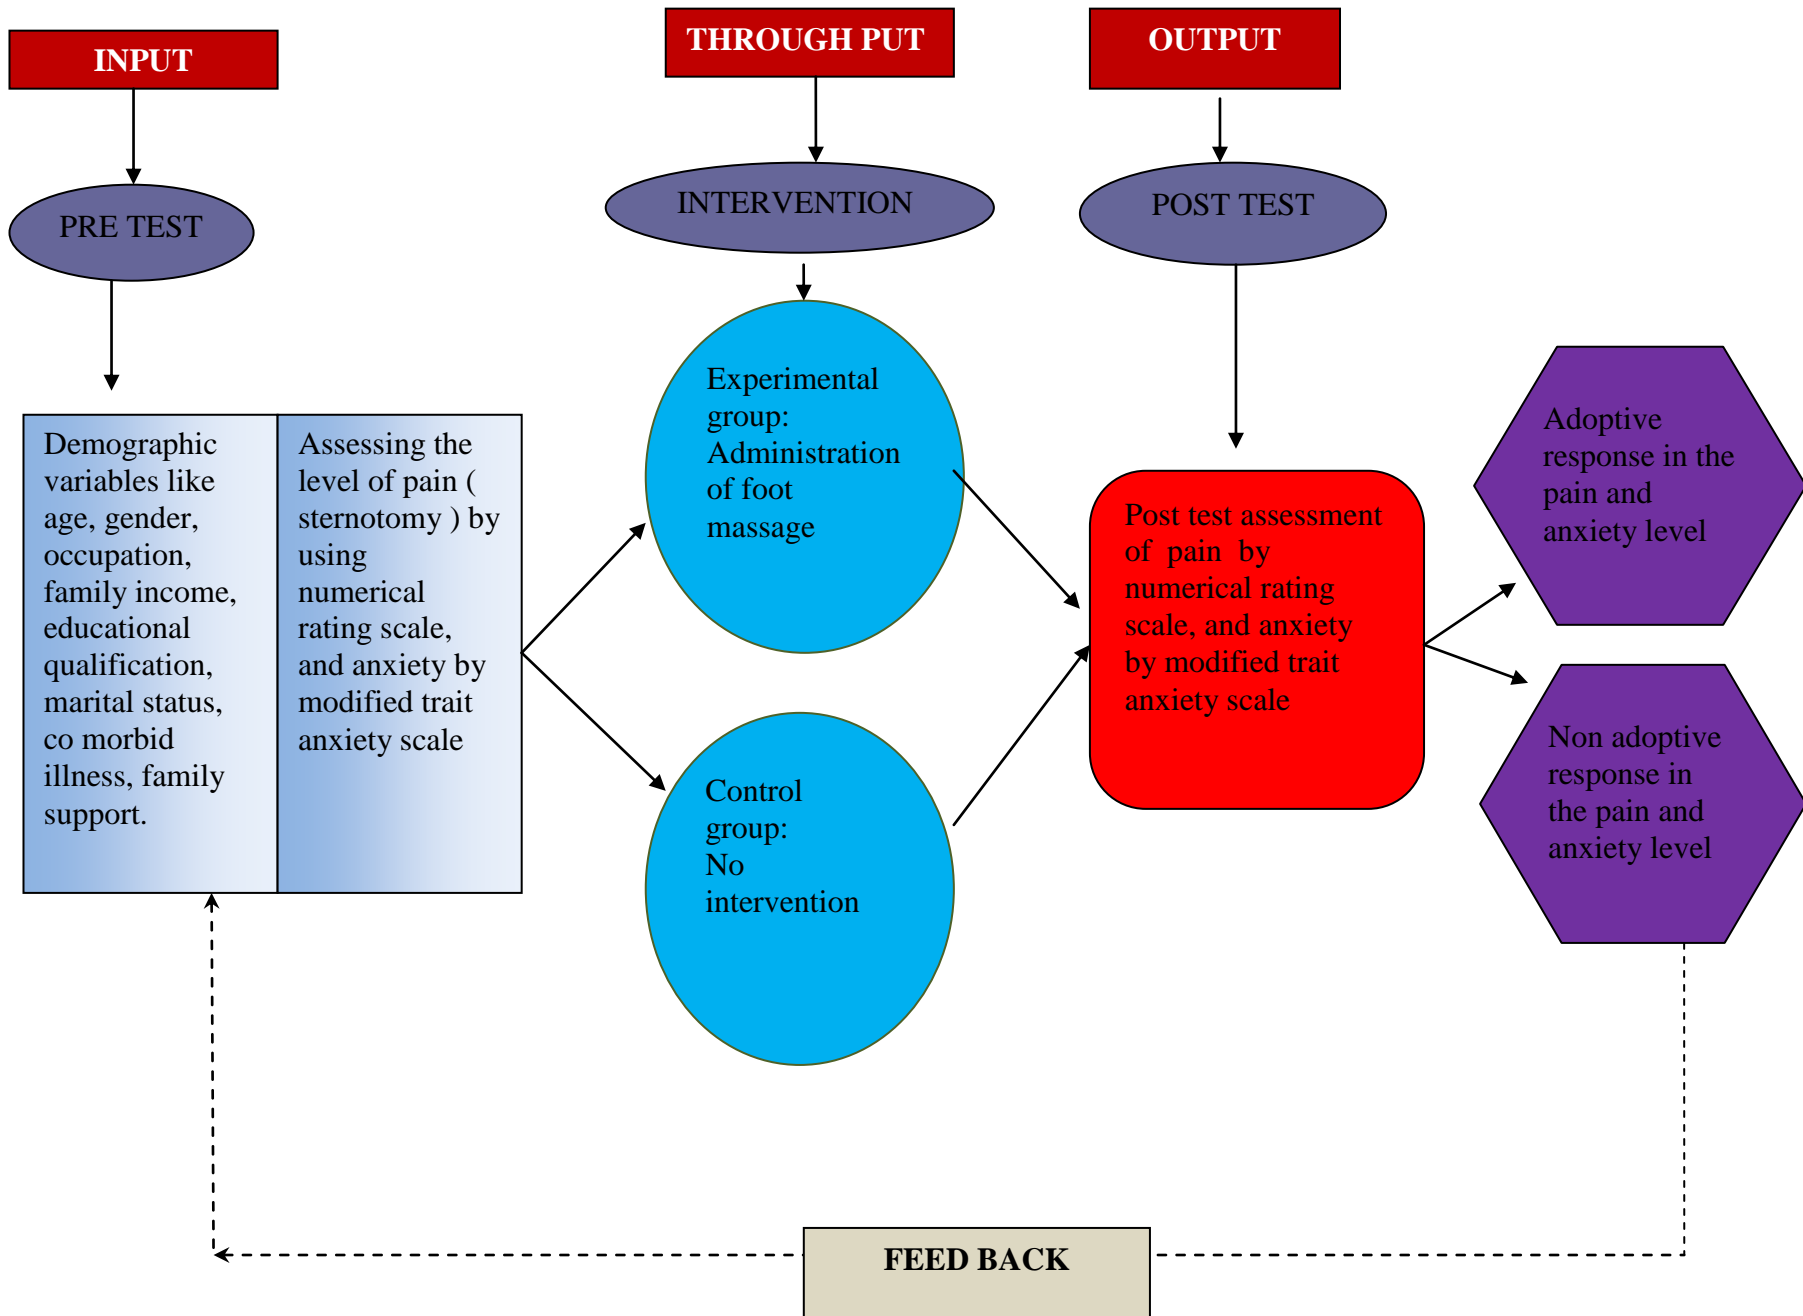 INPUT
THROUGH PUT
OUTPUT
PRE TEST
INTERVENTION
POST TEST
Demographic
variables like
age, gender,
occupation,
family income,
educational
qualification,
marital status,
co morbid
illness, family
support.
Assessing the
level of pain (
sternotomy ) by
using
numerical
rating scale,
and anxiety by
modified trait
anxiety scale
Experimental
group:
Administration
of foot
massage
Control
group:
No
intervention
Post test assessment
of  pain  by
numerical rating
scale, and anxiety
by modified trait
anxiety scale
Adoptive
response in the
pain and
anxiety level
Non adoptive
response in
the pain and
anxiety level
FEED BACK